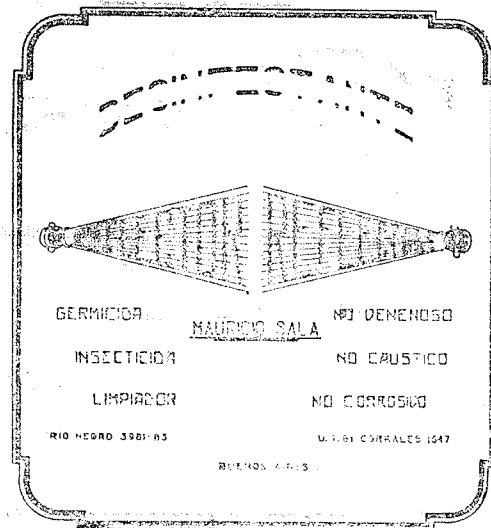 DESINFECTANTE
GERMICIDA NO VENENOSO
MAURICIO SALA
INSECTICIDA NO CAUSTICO
LIMPIADOR NO CORROSIVO
RIO NEGRO 3981-83 U.T. 61 CORRALES 1547
BUENOS AIRES